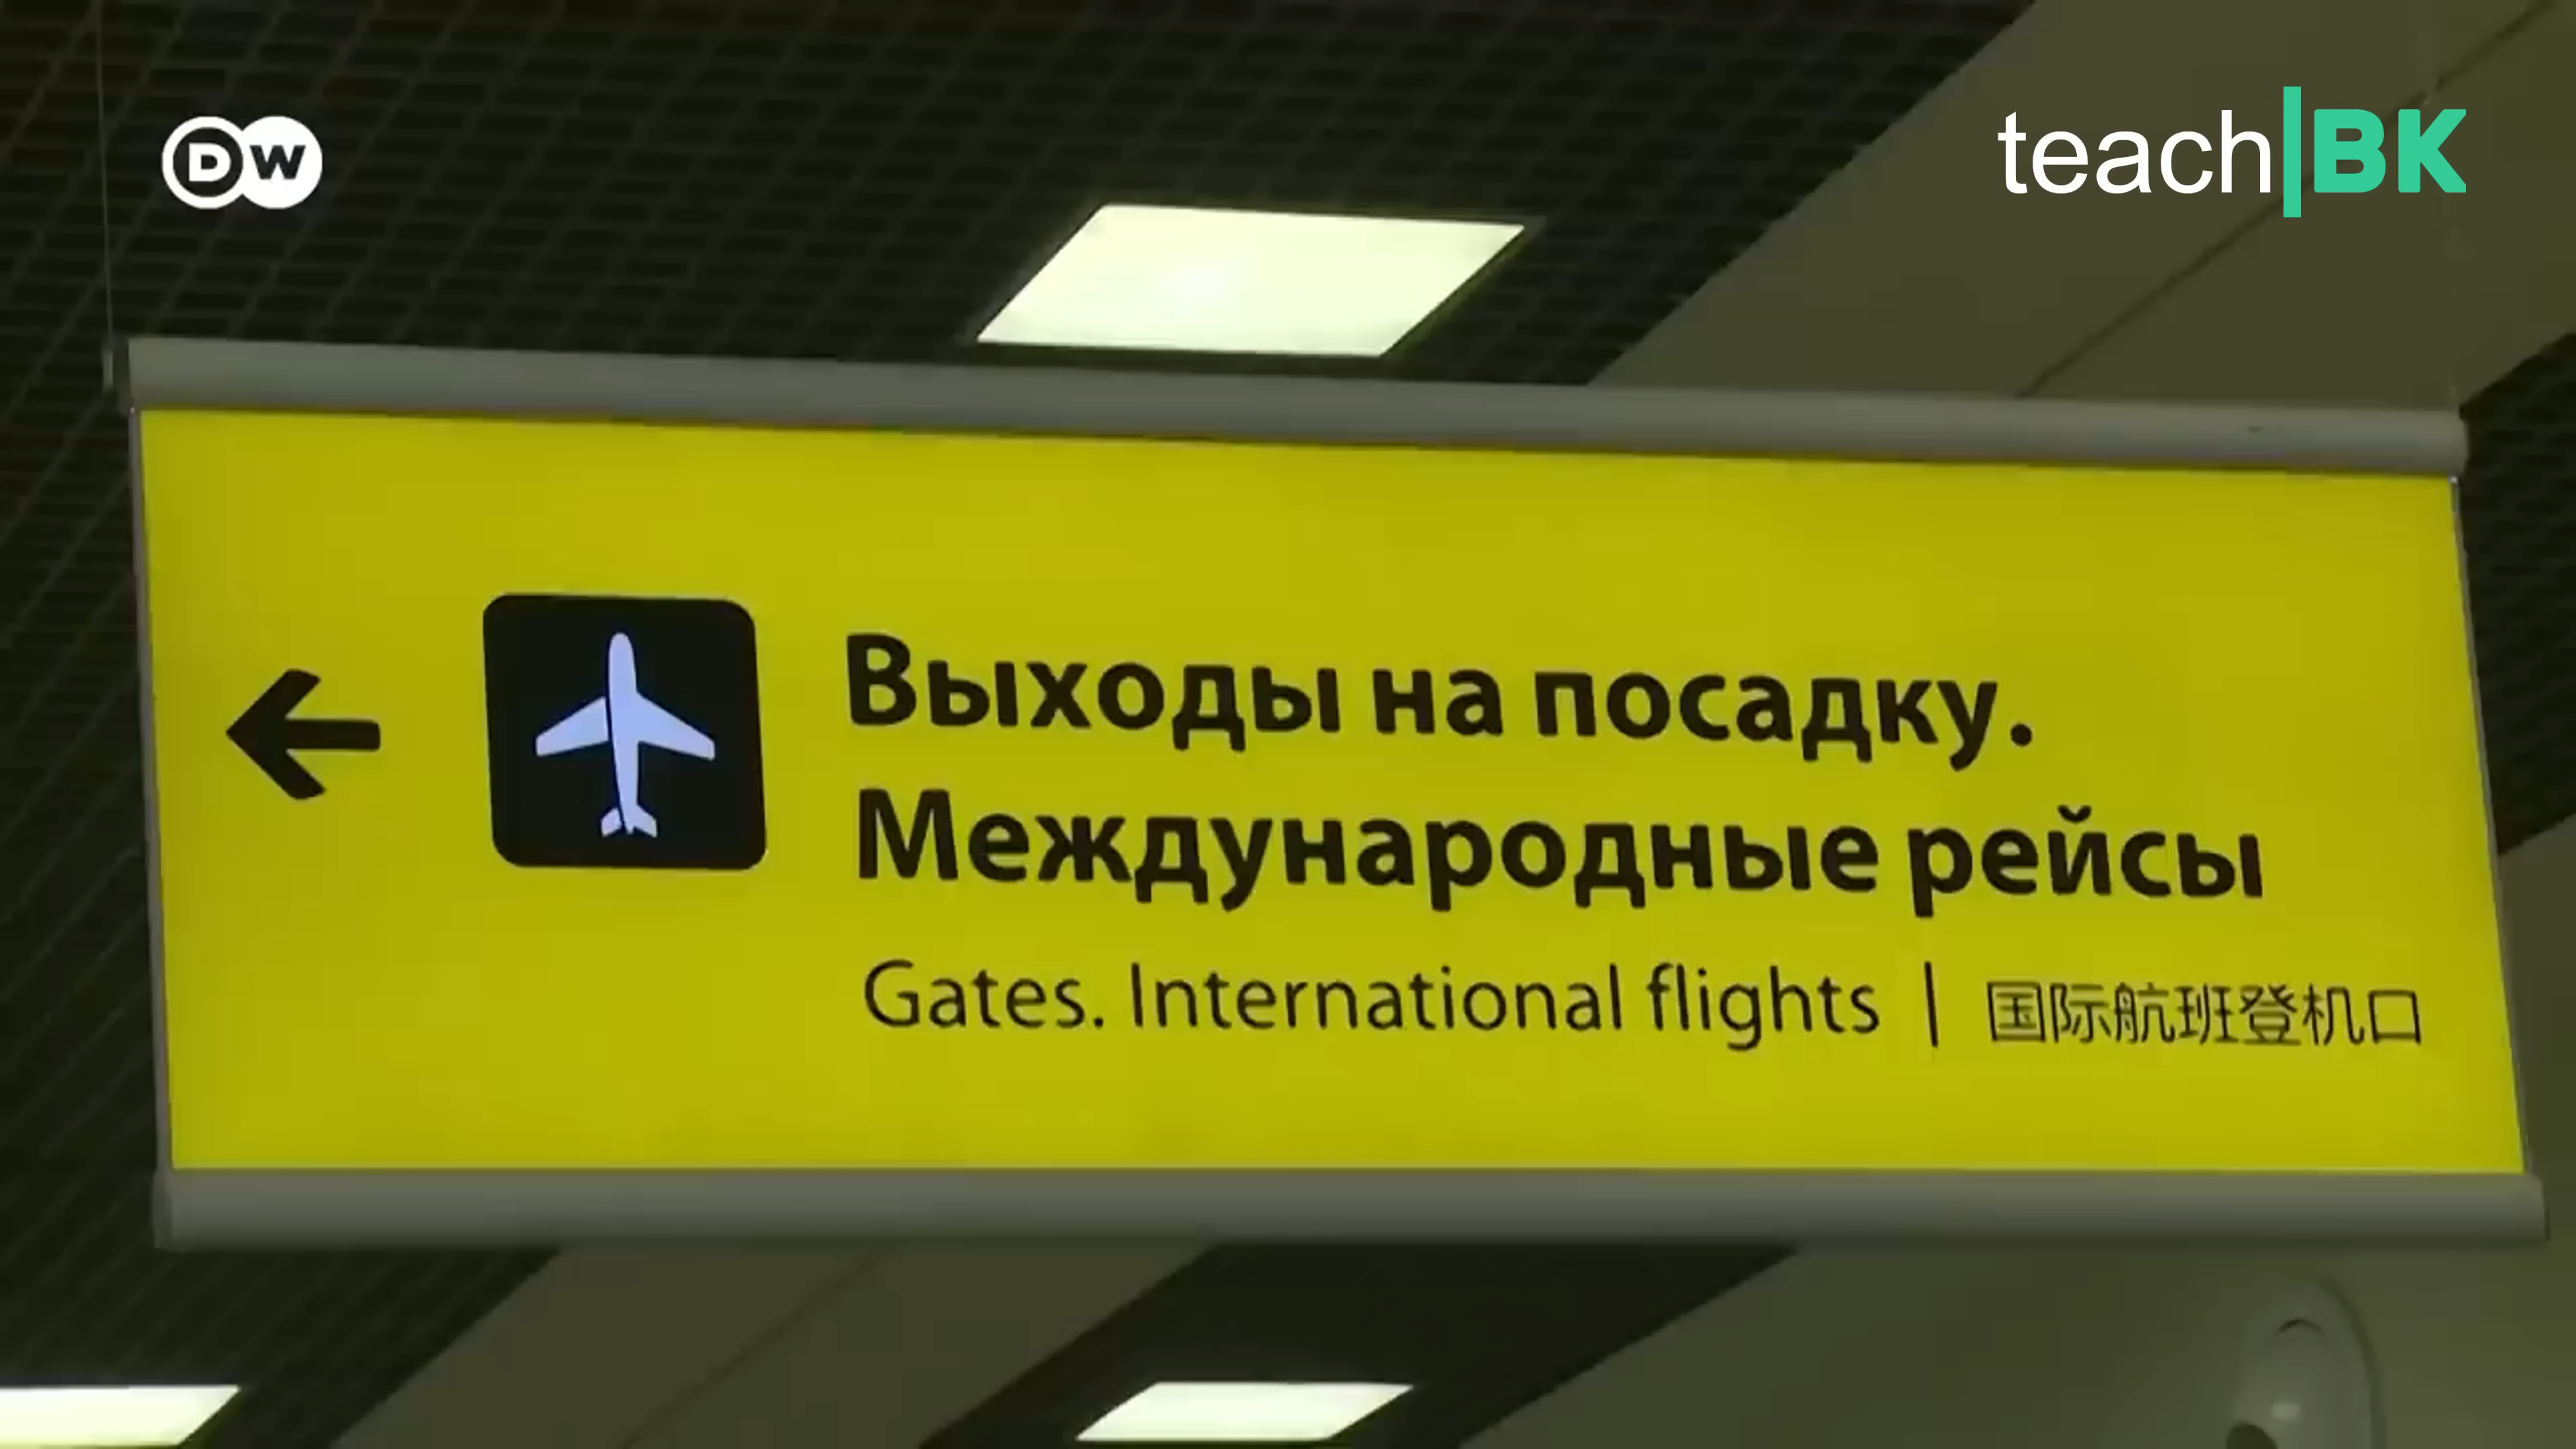 DW
teach|BK
Выходы на посадку.
Международные рейсы
Gates. International flights | 国际航班登机口